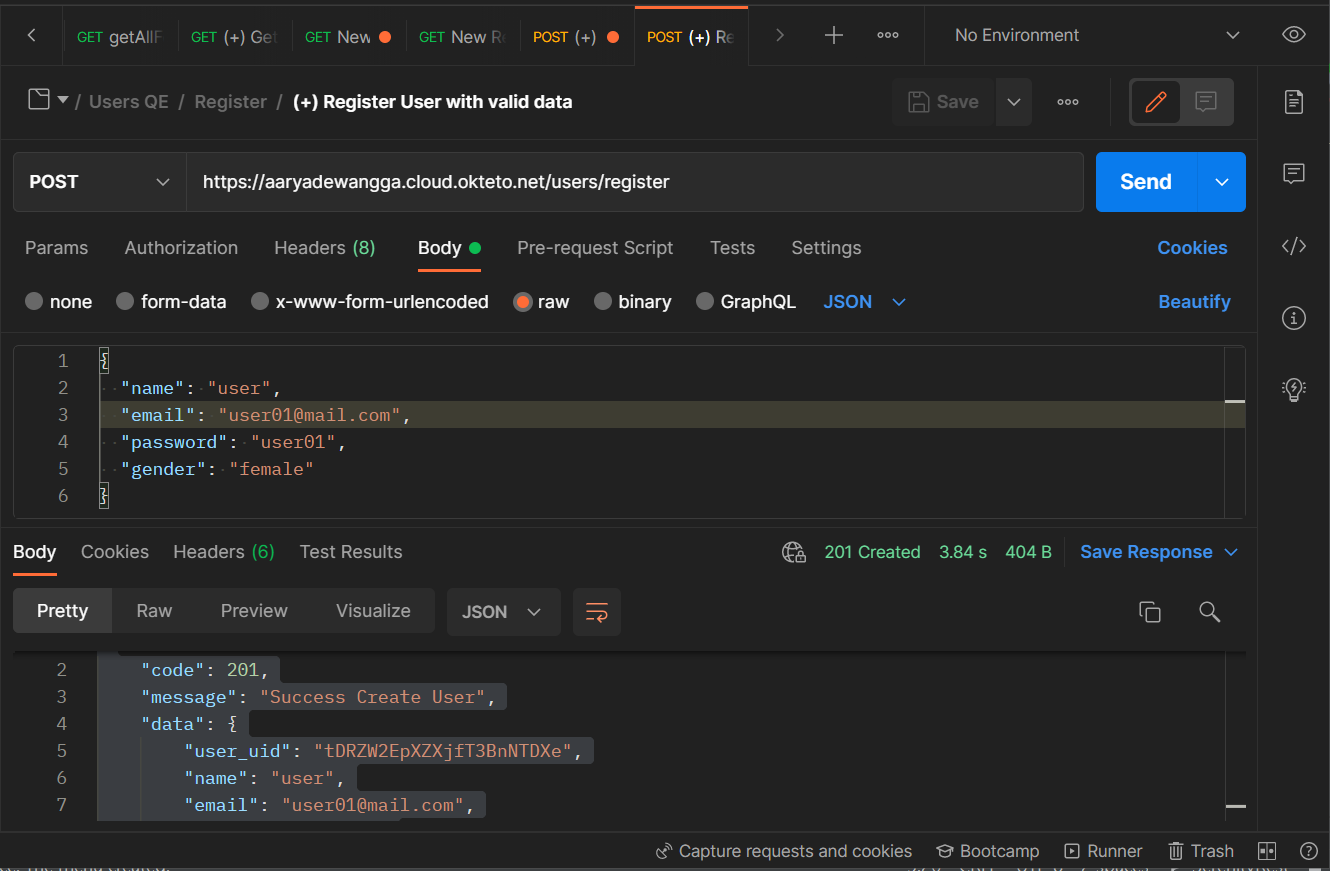 GET getAllF GET (+) Get GET New GET New Re POST (+) POST (+) Re No Environment
/ Users QE / Register / (+) Register User with valid data Save
POST https://aaryadewangga.cloud.okteto.net/users/register Send
Params Authorization Headers (8) Body Pre-request Script Tests Settings Cookies
none form-data x-www-form-urlencoded raw binary GraphQL JSON Beautify
1 {
2 "name": "user",
3 "email": "user01@mail.com",
4 "password": "user01",
5 "gender": "female"
6 }
Body Cookies Headers (6) Test Results 201 Created 3.84 s 404 B Save Response
Pretty Raw Preview Visualize JSON
2 "code": 201,
3 "message": "Success Create User",
4 "data": {
5 "user_uid": "tDRZW2EpXZXjfT3BnNTDXe",
6 "name": "user",
7 "email": "user01@mail.com",
Capture requests and cookies Bootcamp Runner Trash